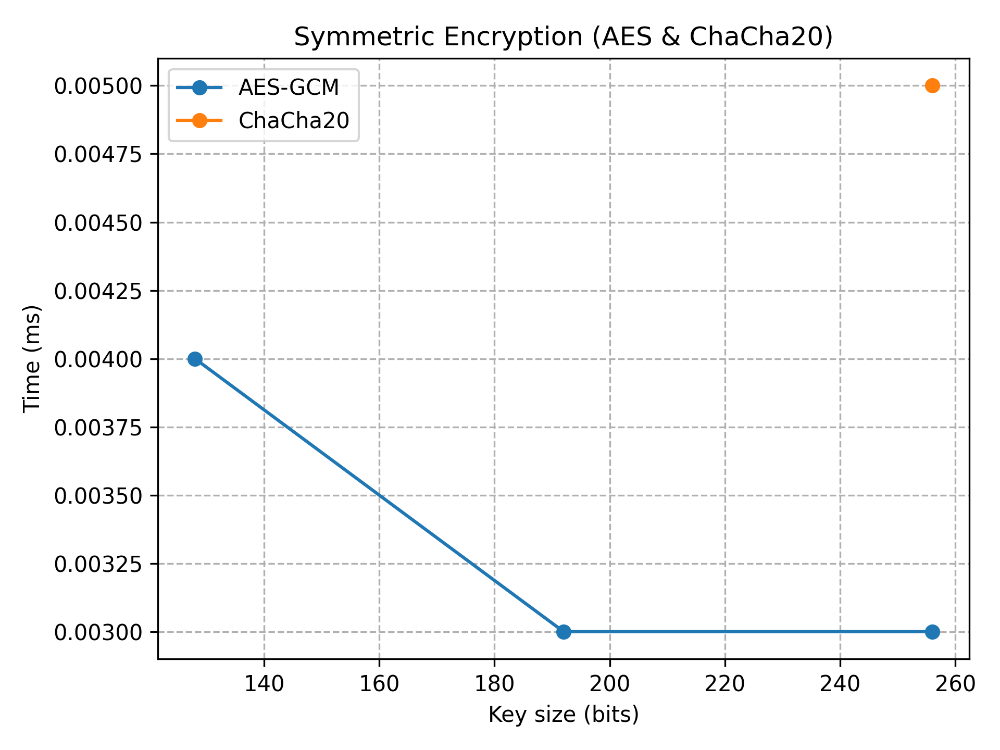 Symmetric Encryption (AES & ChaCha20)
AES-GCM
ChaCha20
0.00500
0.00475
0.00450
0.00425
0.00400
0.00375
0.00350
0.00325
0.00300
Time (ms)
140 160 180 200 220 240 260
Key size (bits)